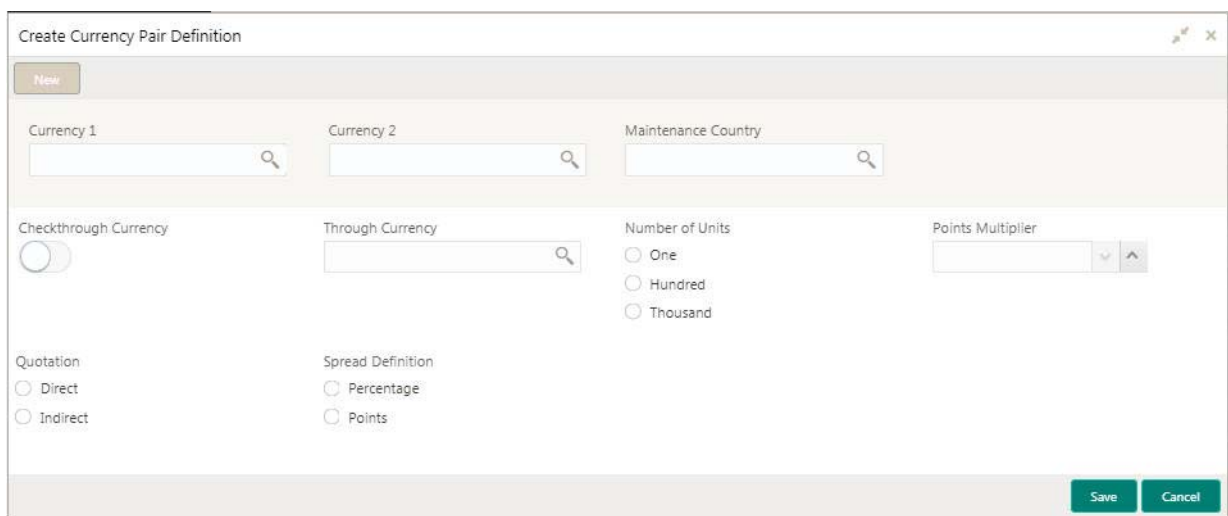 Create Currency Pair Definition
New
Currency 1 Currency 2 Maintenance Country
Checkthrough Currency Through Currency Number of Units Points Multiplier
One
Hundred
Thousand
Quotation Spread Definition
Direct Percentage
Indirect Points
Save Cancel